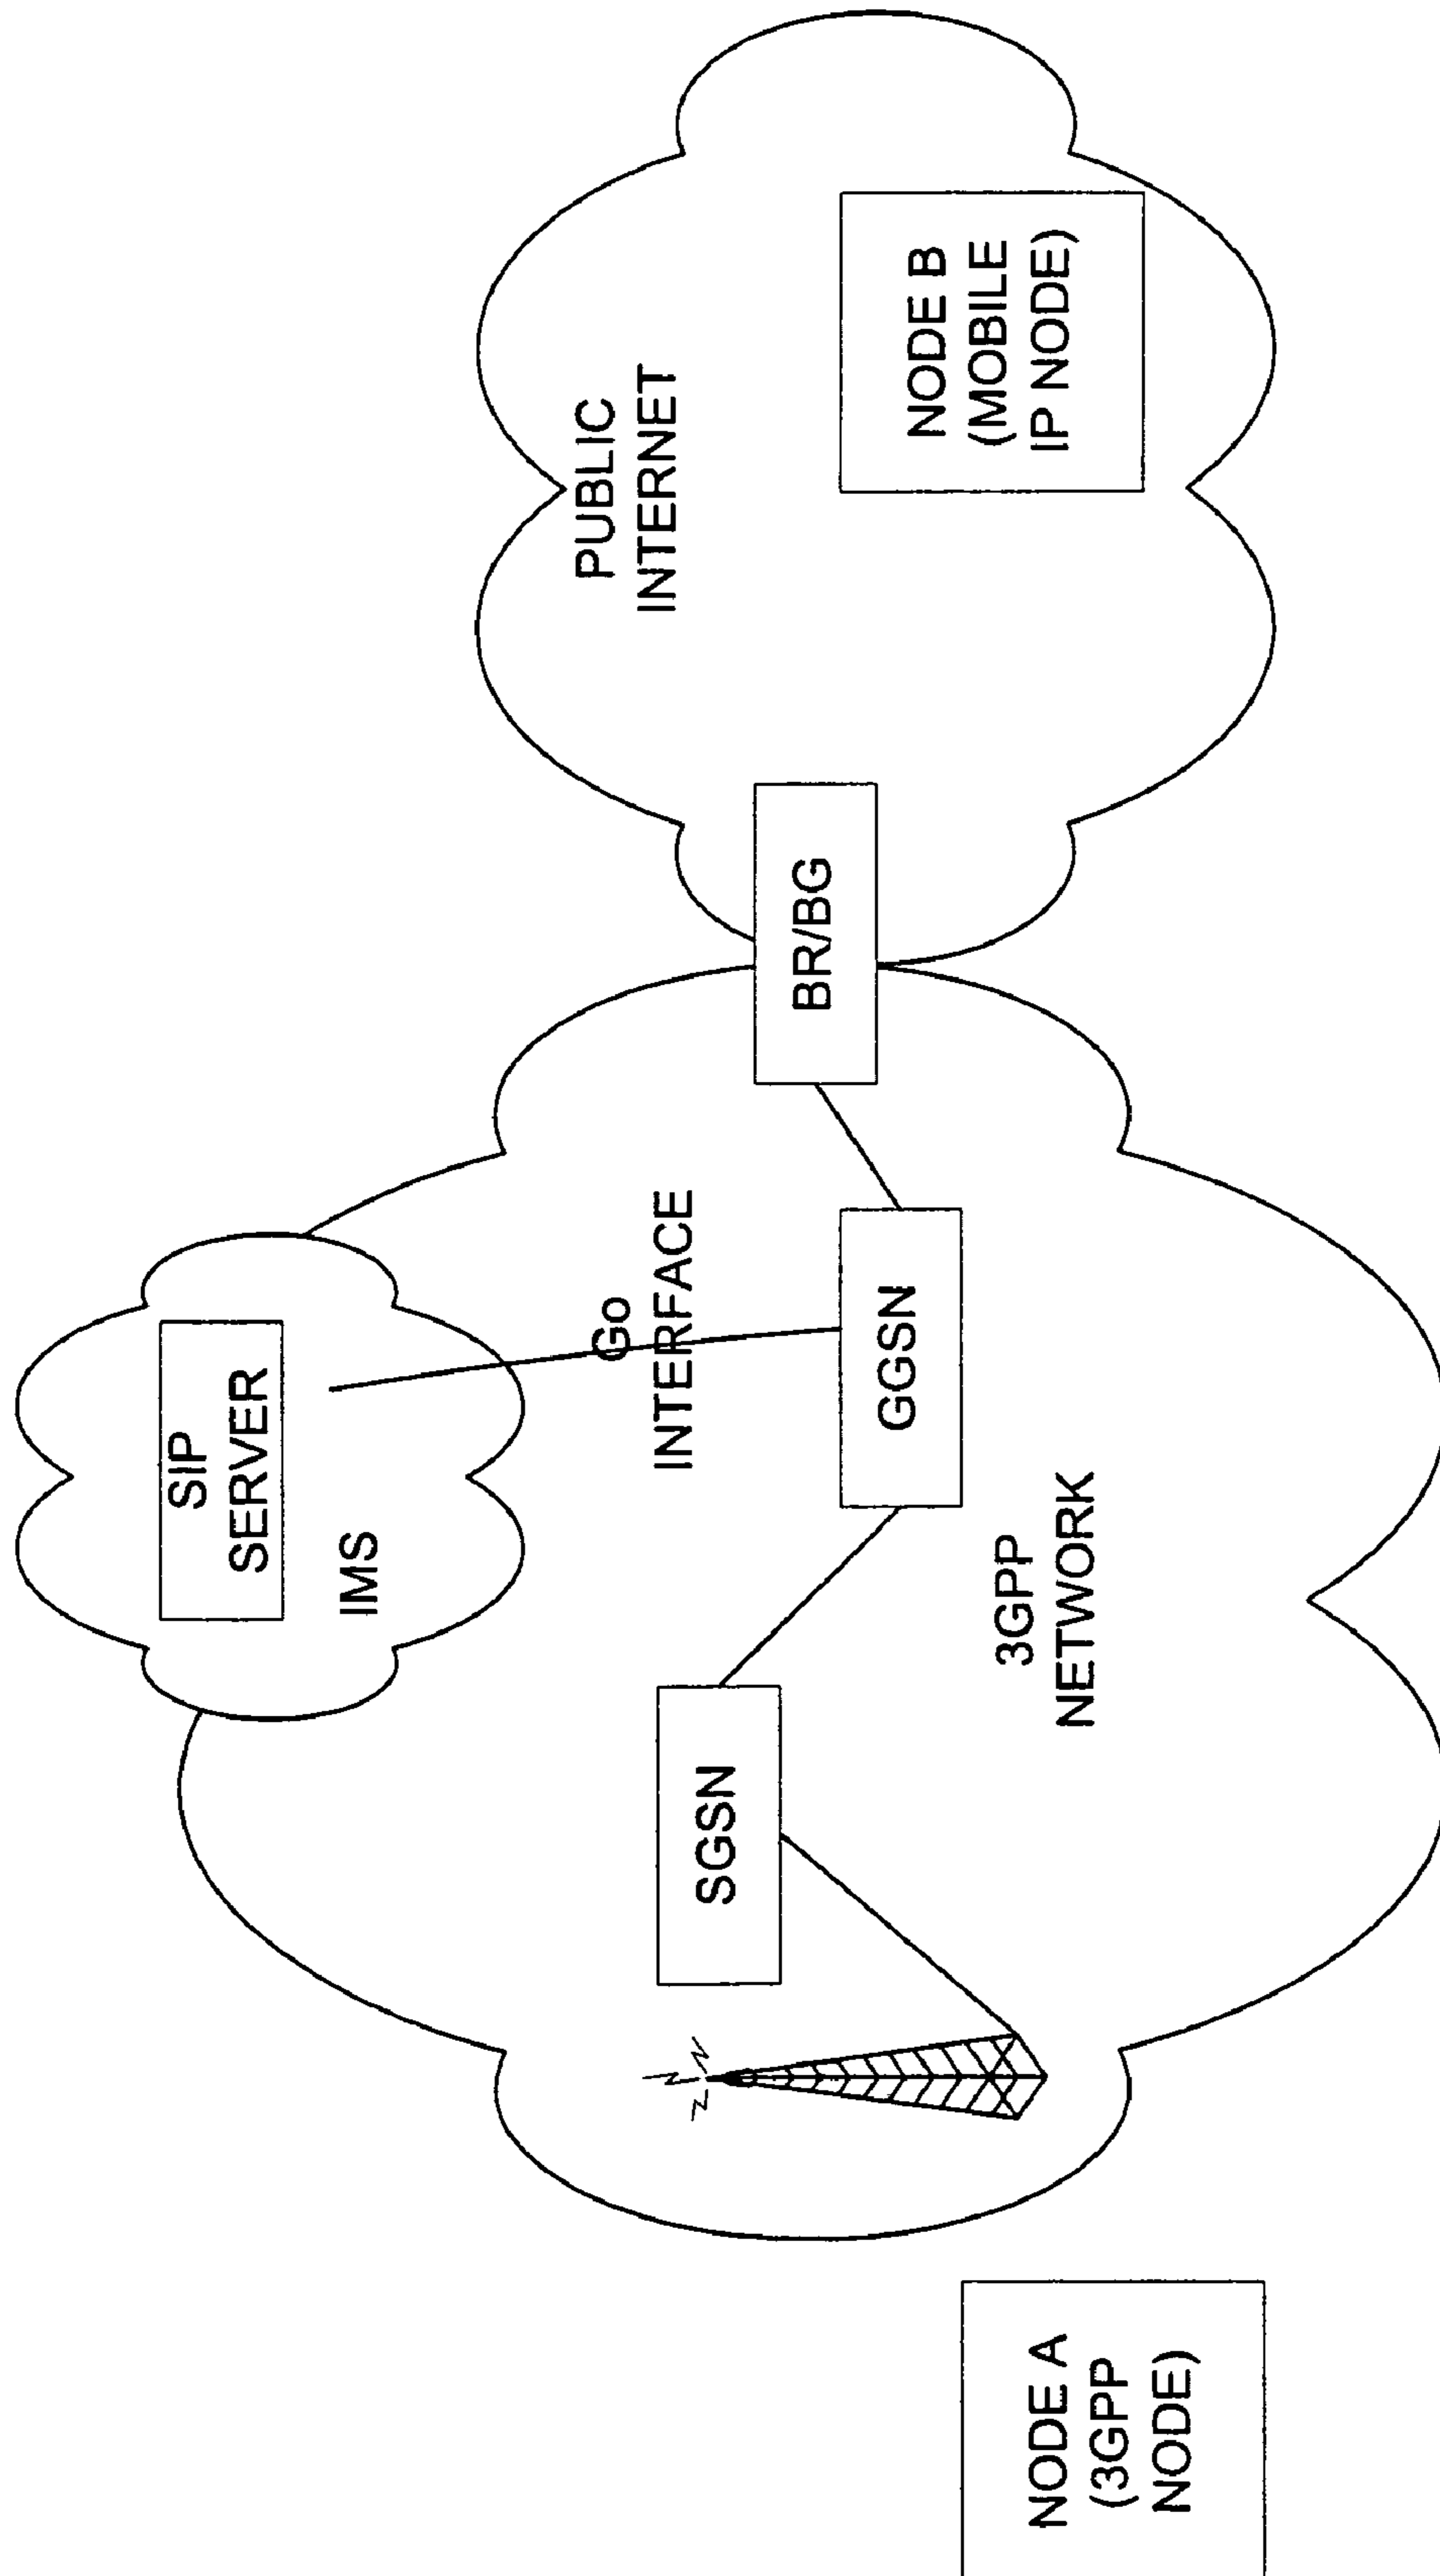 NODE A
(3GPP
NODE)
SGSN
SIP
SERVER
IMS
Go
INTERFACE
GGSN
3GPP
NETWORK
BR/BG
PUBLIC
INTERNET
NODE B
(MOBILE
IP NODE)